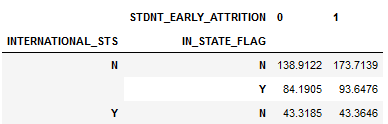 STDNT_EARLY_ATTRITION 0 1
INTERNATIONAL_STS IN_STATE_FLAG
N N 138.9122 173.7139
Y 84.1905 93.6476
Y N 43.3185 43.3646